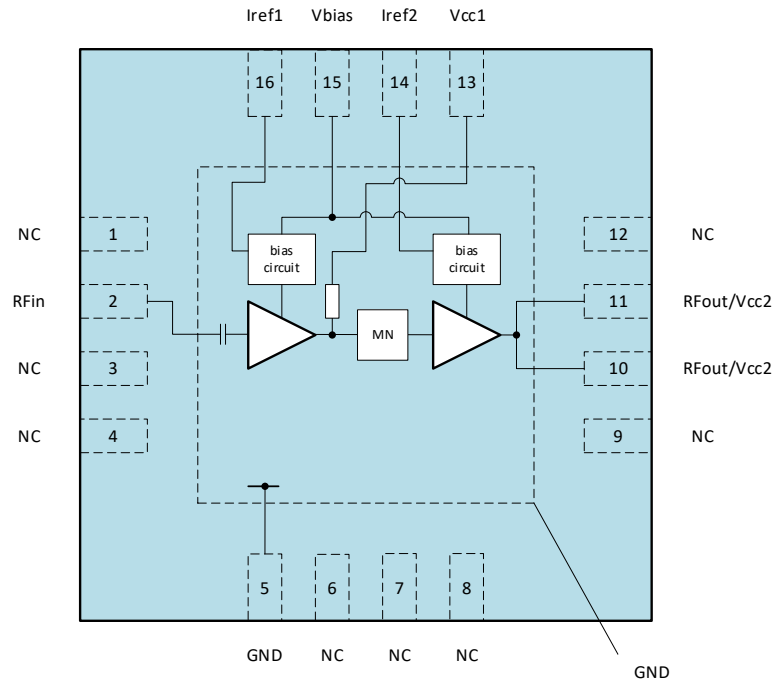 Iref1 Vbias Iref2 Vcc1
16 15 14 13
NC 1 12 NC
bias circuit
bias circuit
RFin 2 11 RFout/Vcc2
MN
NC 3 10 RFout/Vcc2
NC 4 9 NC
5 6 7 8
GND NC NC NC
GND